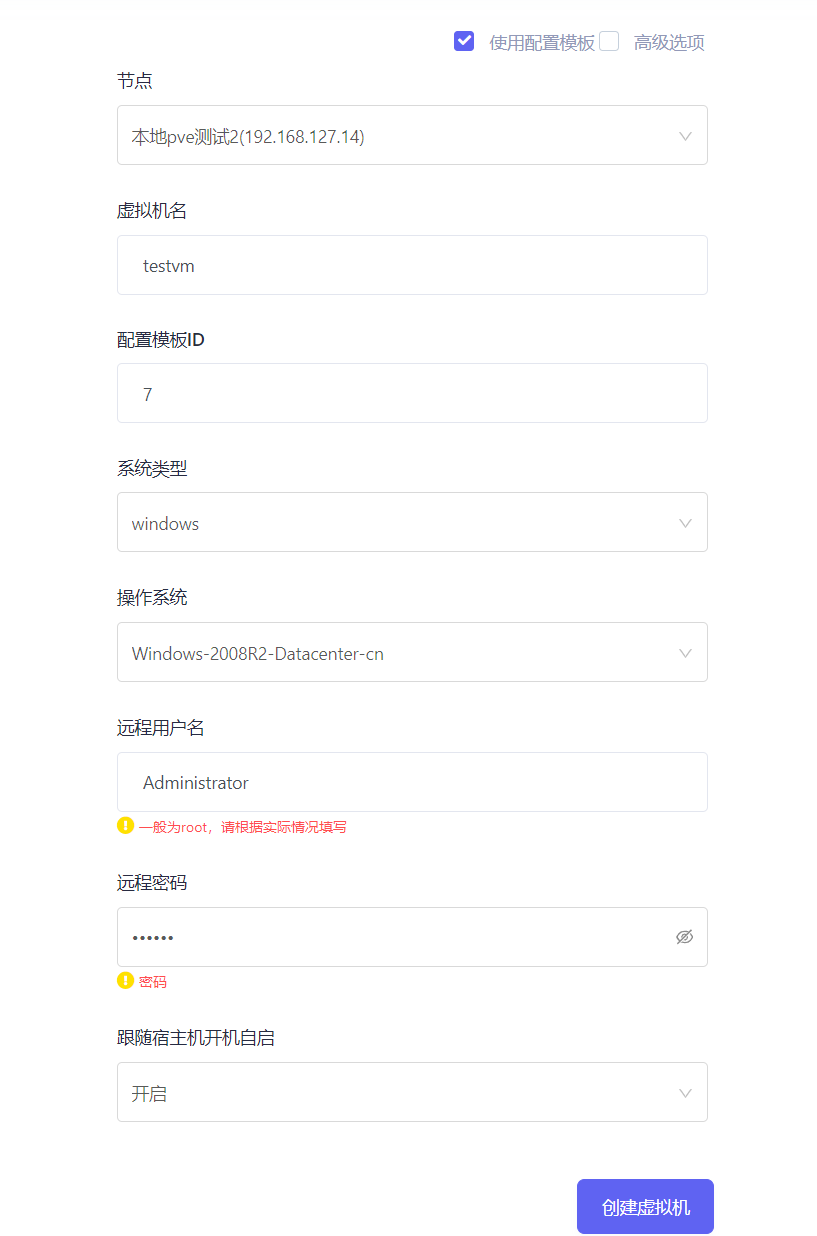 使用配置模板 高级选项
节点
本地pve测试2(192.168.127.14)
虚拟机名
testvm
配置模板ID
7
系统类型
windows
操作系统
Windows-2008R2-Datacenter-cn
远程用户名
Administrator
一般为root，请根据实际情况填写
远程密码
••••••
密码
跟随宿主机开机自启
开启
创建虚拟机